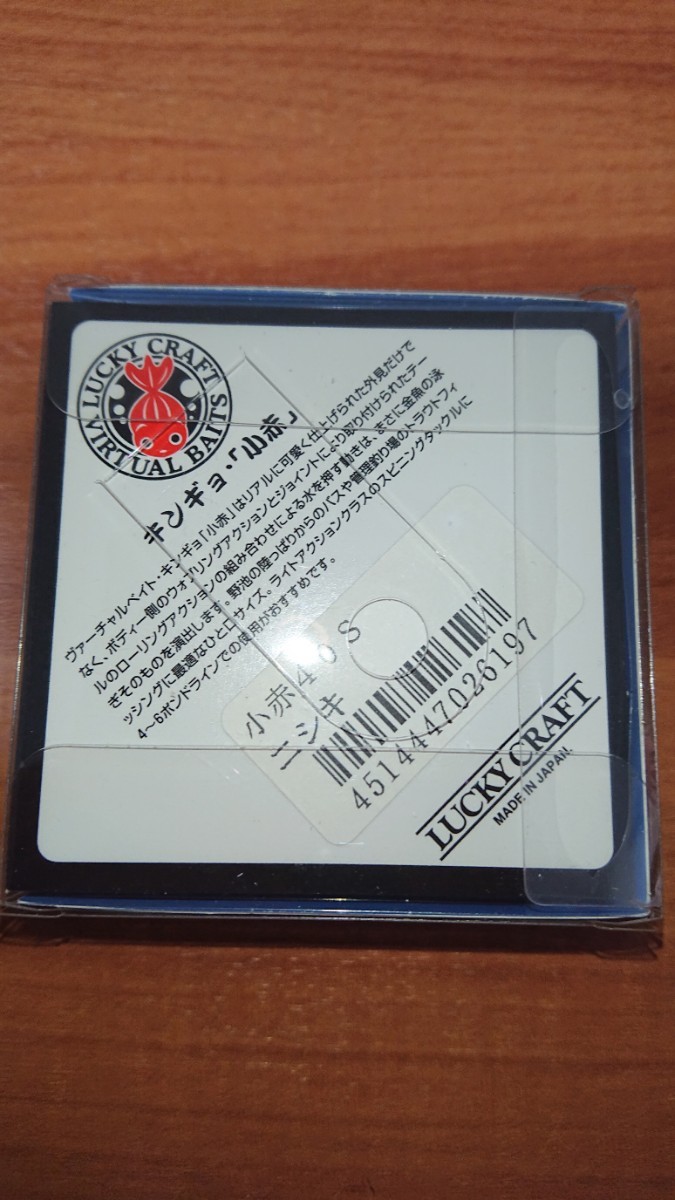 LUCKY CRAFT
VIRTUAL BAITS
キンギョ・「小赤」
ヴァーチャルベイト・キンギョ「小赤」はリアルに可愛く仕上げられた外見だけで
なく、ボディー側のウォブリングアクションとジョイントにより取り付けられたテー
ルのローリングアクションの組み合わせによる水を押す動きは、まさに金魚の泳
ぎそのものを演出します。野池の陸っぱりからのバスや管理釣り場のトラウトフィ
ッシングに最適なひと口サイズ。ライトアクションクラスのスピニングタックルに
4〜6ポンドラインでの使用がおすすめです。
小赤40S
ニシキ
4514447026197
LUCKY CRAFT
MADE IN JAPAN.